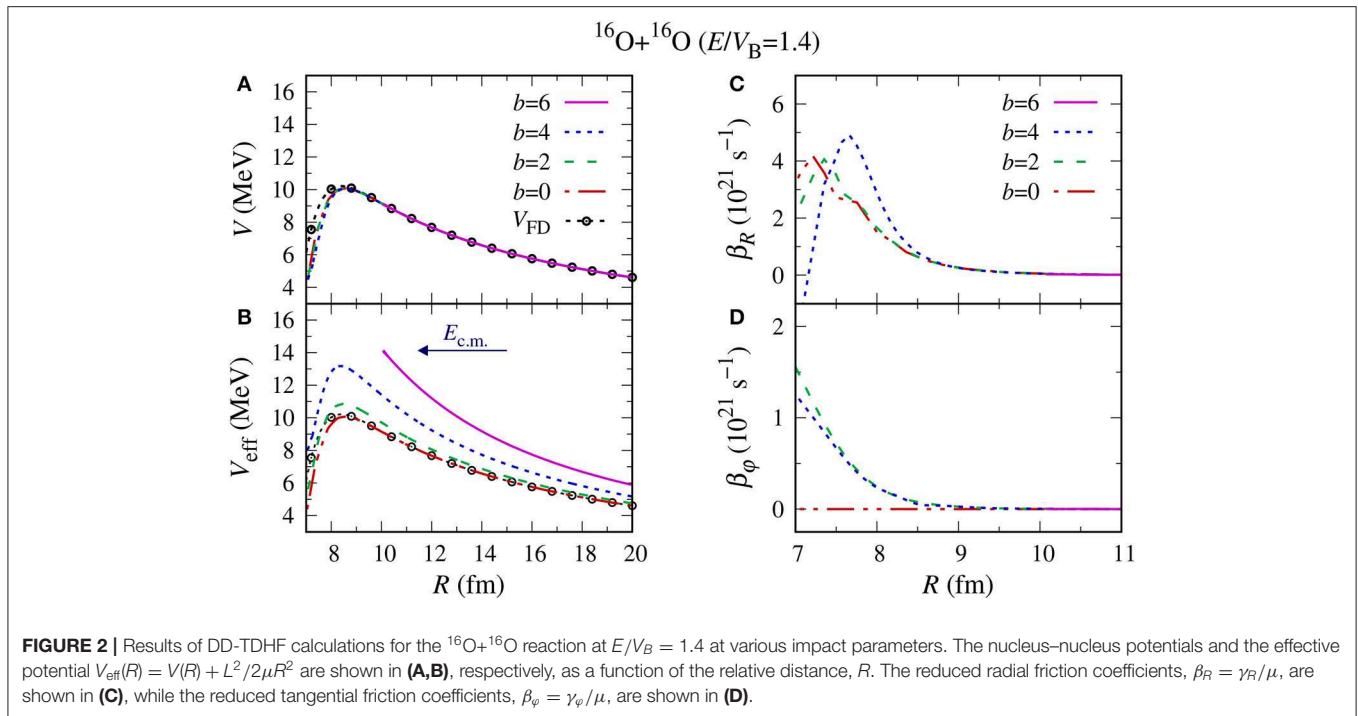 ¹⁶O+¹⁶O (E/V_B=1.4)
A
16
14
12
10
8
6
4
V (MeV)
b=6
b=4
b=2
b=0
V_FD
B
16
14
12
10
8
6
4
V_eff (MeV)
E_c.m.
8 10 12 14 16 18 20
R (fm)
C
6
4
2
0
β_R (10²¹ s⁻¹)
b=6
b=4
b=2
b=0
D
2
1
0
β_φ (10²¹ s⁻¹)
7 8 9 10 11
R (fm)
FIGURE 2 | Results of DD-TDHF calculations for the ¹⁶O+¹⁶O reaction at E/V_B = 1.4 at various impact parameters. The nucleus–nucleus potentials and the effective
potential V_eff(R) = V(R) + L²/2μR² are shown in (A,B), respectively, as a function of the relative distance, R. The reduced radial friction coefficients, β_R = γ_R/μ, are
shown in (C), while the reduced tangential friction coefficients, β_φ = γ_φ/μ, are shown in (D).